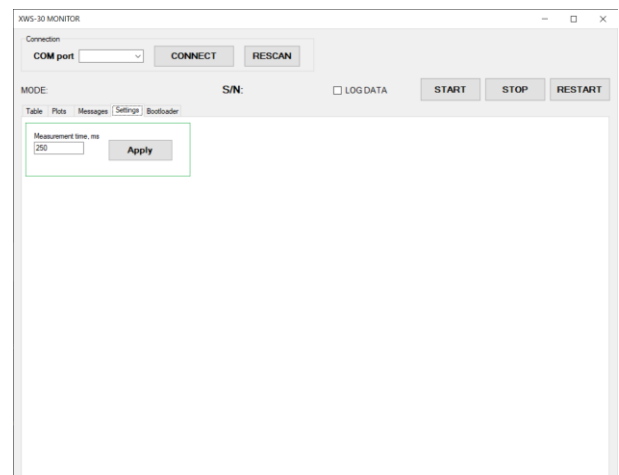 XWS-30 MONITOR
Connection
COM port
CONNECT
RESCAN
MODE:
S/N:
LOG DATA
START
STOP
RESTART
Table Plots Messages Settings Bootloader
Measurement time, ms
250
Apply